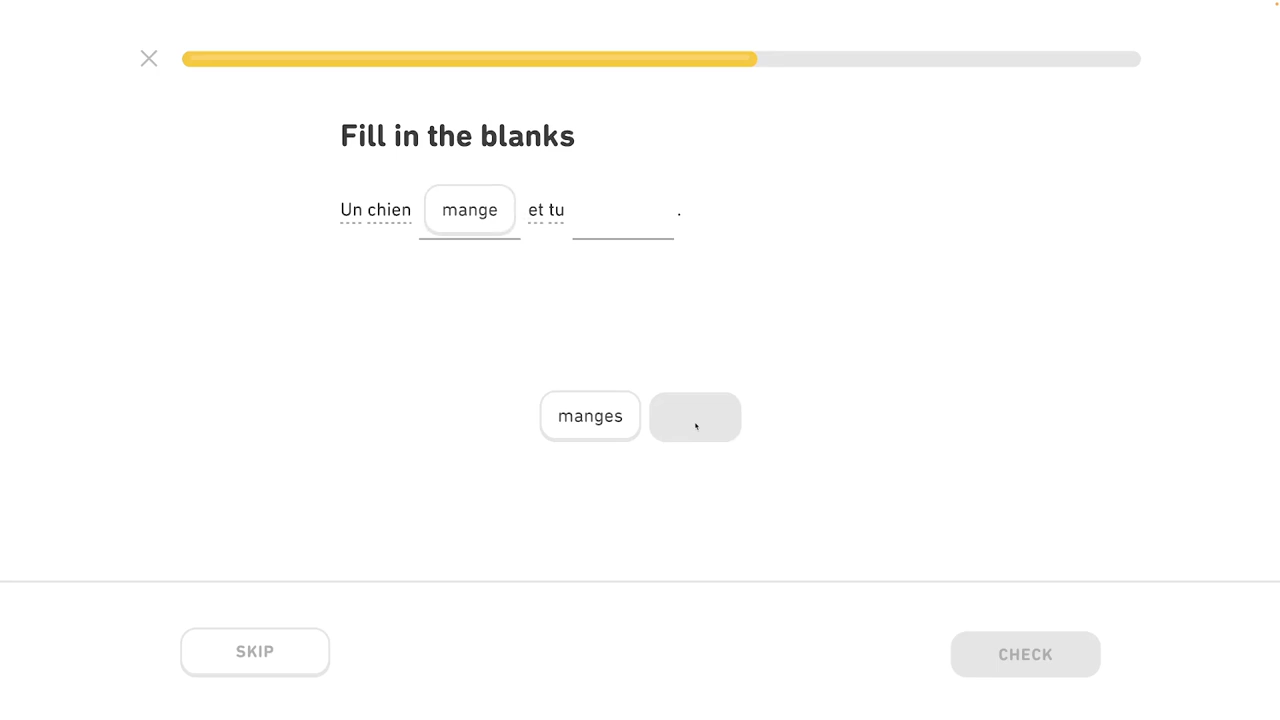 Fill in the blanks
Un chien mange et tu .
manges
SKIP
CHECK